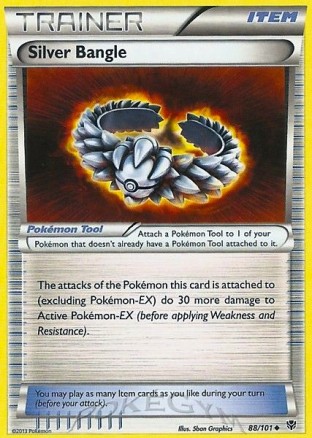 TRAINER ITEM
Silver Bangle
Pokémon Tool
Attach a Pokémon Tool to 1 of your
Pokémon that doesn't already have a Pokémon Tool attached to it.
The attacks of the Pokémon this card is attached to
(excluding Pokémon-EX) do 30 more damage to
Active Pokémon-EX (before applying Weakness and
Resistance).
You may play as many Item cards as you like during your turn
(before your attack).
POKEGYM
©2013 Pokémon Illus. 5ban Graphics 88/101